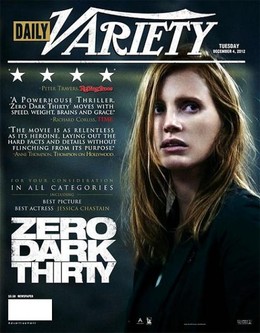 DAILY
VARIETY
TUESDAY
DECEMBER 4, 2012
PETER TRAVERS, RollingStone
"A POWERHOUSE THRILLER.
'ZERO DARK THIRTY' MOVES WITH
SPEED, WEIGHT, BRAINS AND GRACE."
-RICHARD CORLISS, TIME
"THE MOVIE IS AS RELENTLESS
AS ITS HEROINE, LAYING OUT THE
HARD FACTS AND DETAILS WITHOUT
FLINCHING FROM ITS PURPOSE."
-ANNE THOMPSON, THOMPSON ON HOLLYWOOD
FOR YOUR CONSIDERATION
IN ALL CATEGORIES
INCLUDING
BEST PICTURE
BEST ACTRESS JESSICA CHASTAIN
ZERO
DARK
THIRTY
NEWSPAPER